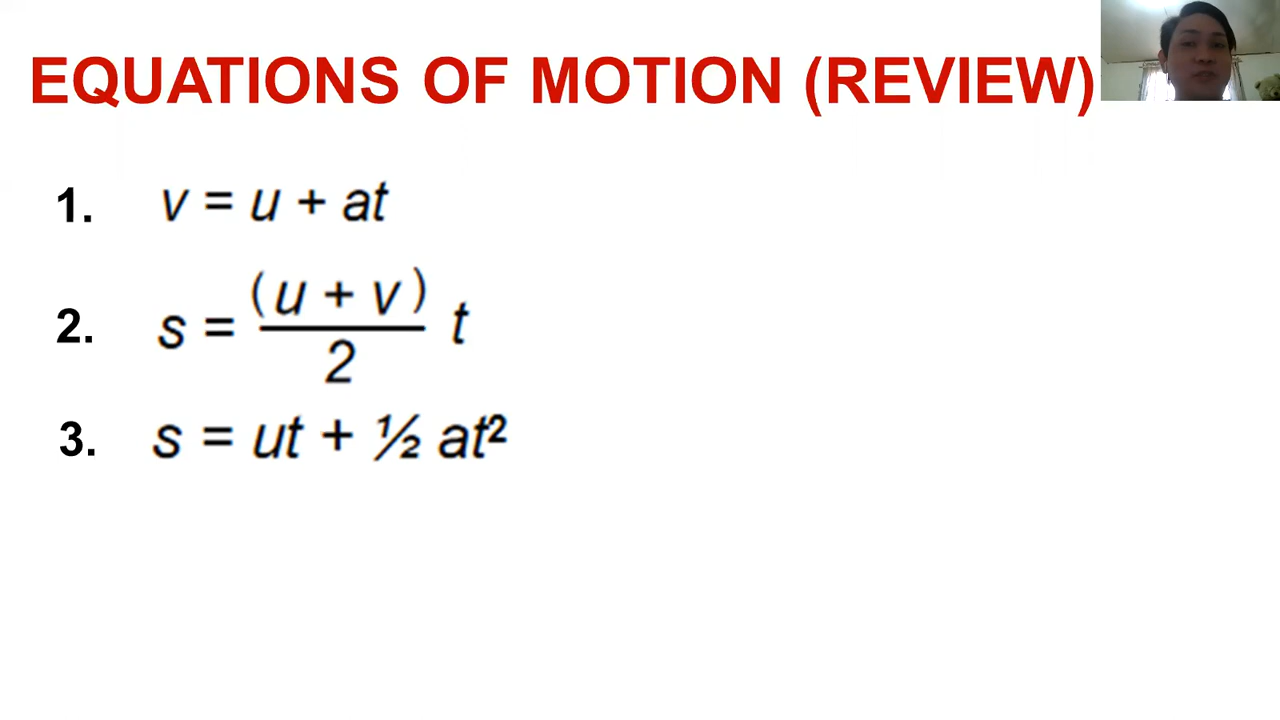 EQUATIONS OF MOTION (REVIEW)
1. v = u + at
2. s = (u + v)/2 t
3. s = ut + ½ at²